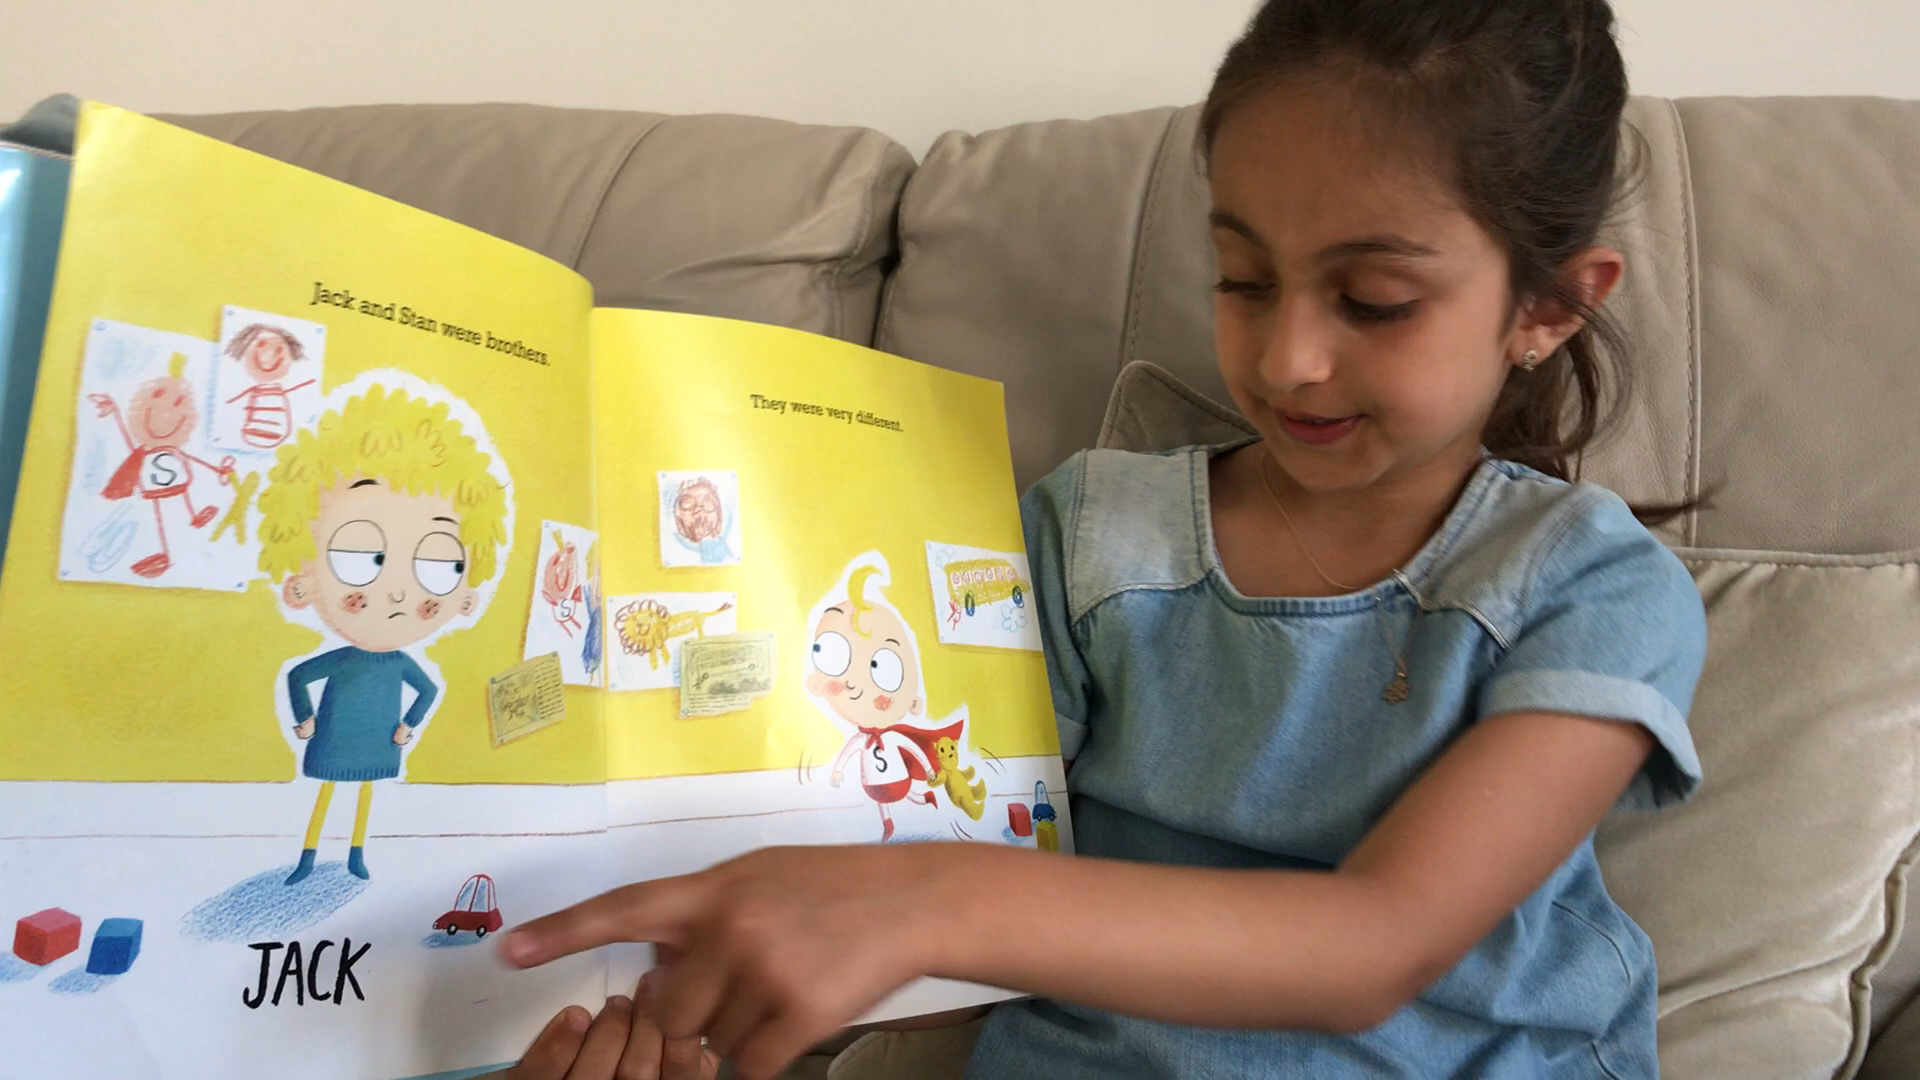 Jack and Stan were brothers.
They were very different.
S
S
S
JACK